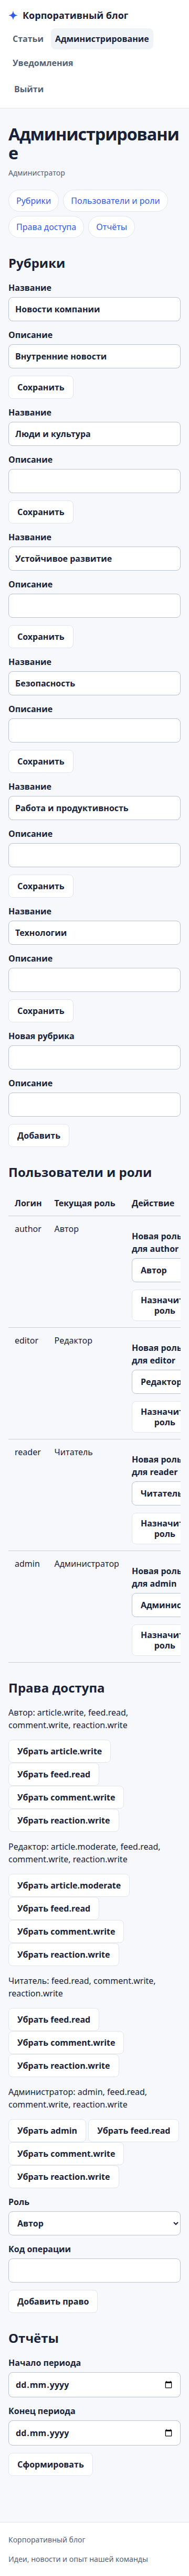 ✦ Корпоративный блог
Статьи Администрирование
Уведомления
Выйти
Администрировани
е
Администратор
Рубрики Пользователи и роли
Права доступа Отчёты
Рубрики
Название
Новости компании
Описание
Внутренние новости
Сохранить
Название
Люди и культура
Описание
Сохранить
Название
Устойчивое развитие
Описание
Сохранить
Название
Безопасность
Описание
Сохранить
Название
Работа и продуктивность
Описание
Сохранить
Название
Технологии
Описание
Сохранить
Новая рубрика
Описание
Добавить
Пользователи и роли
Логин Текущая роль Действие
author Автор Новая роль
для author
Автор
Назначит
роль
editor Редактор Новая роль
для editor
Редактор
Назначит
роль
reader Читатель Новая роль
для reader
Читатель
Назначит
роль
admin Администратор Новая роль
для admin
Админис
Назначит
роль
Права доступа
Автор: article.write, feed.read,
comment.write, reaction.write
Убрать article.write
Убрать feed.read
Убрать comment.write
Убрать reaction.write
Редактор: article.moderate, feed.read,
comment.write, reaction.write
Убрать article.moderate
Убрать feed.read
Убрать comment.write
Убрать reaction.write
Читатель: feed.read, comment.write,
reaction.write
Убрать feed.read
Убрать comment.write
Убрать reaction.write
Администратор: admin, feed.read,
comment.write, reaction.write
Убрать admin Убрать feed.read
Убрать comment.write
Убрать reaction.write
Роль
Автор
Код операции
Добавить право
Отчёты
Начало периода
dd.mm.yyyy
Конец периода
dd.mm.yyyy
Сформировать
Корпоративный блог
Идеи, новости и опыт нашей команды